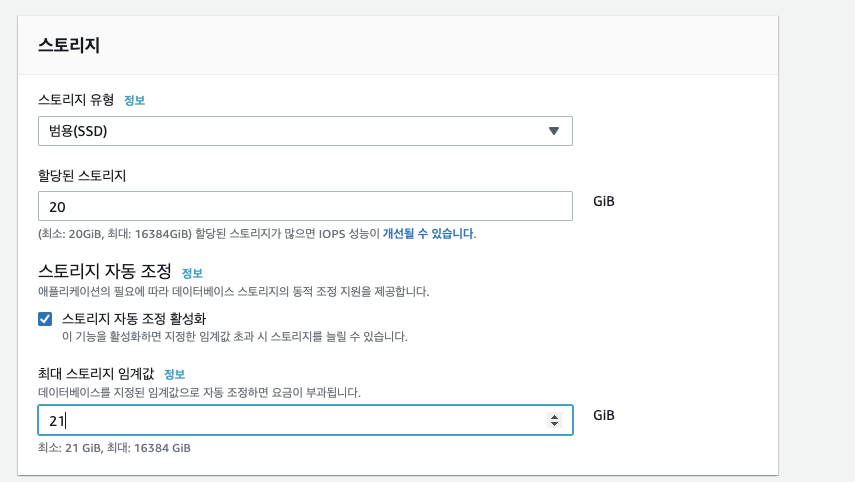 스토리지
스토리지 유형 정보
범용(SSD)
할당된 스토리지
20 GiB
(최소: 20GiB, 최대: 16384GiB) 할당된 스토리지가 많으면 IOPS 성능이 개선될 수 있습니다.
스토리지 자동 조정 정보
애플리케이션의 필요에 따라 데이터베이스 스토리지의 동적 조정 지원을 제공합니다.
스토리지 자동 조정 활성화
이 기능을 활성화하면 지정한 임계값 초과 시 스토리지를 늘릴 수 있습니다.
최대 스토리지 임계값 정보
데이터베이스를 지정된 임계값으로 자동 조정하면 요금이 부과됩니다.
21 GiB
최소: 21 GiB, 최대: 16384 GiB